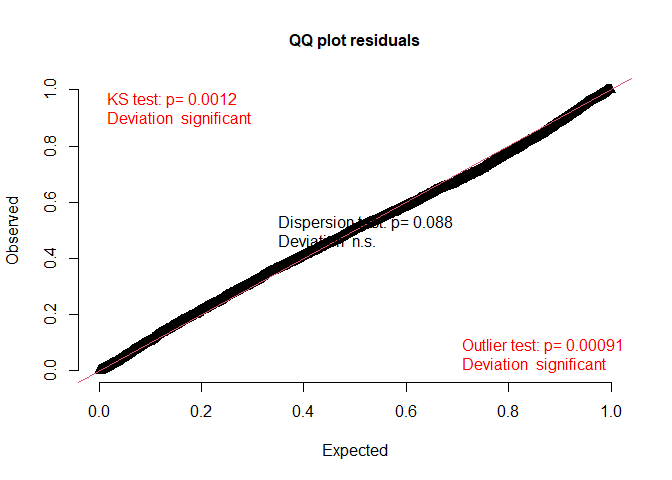 QQ plot residuals
KS test: p= 0.0012
Deviation significant
Dispersion test: p= 0.088
Deviation n.s.
Outlier test: p= 0.00091
Deviation significant
Observed
0.0
0.2
0.4
0.6
0.8
1.0
0.0 0.2 0.4 0.6 0.8 1.0
Expected